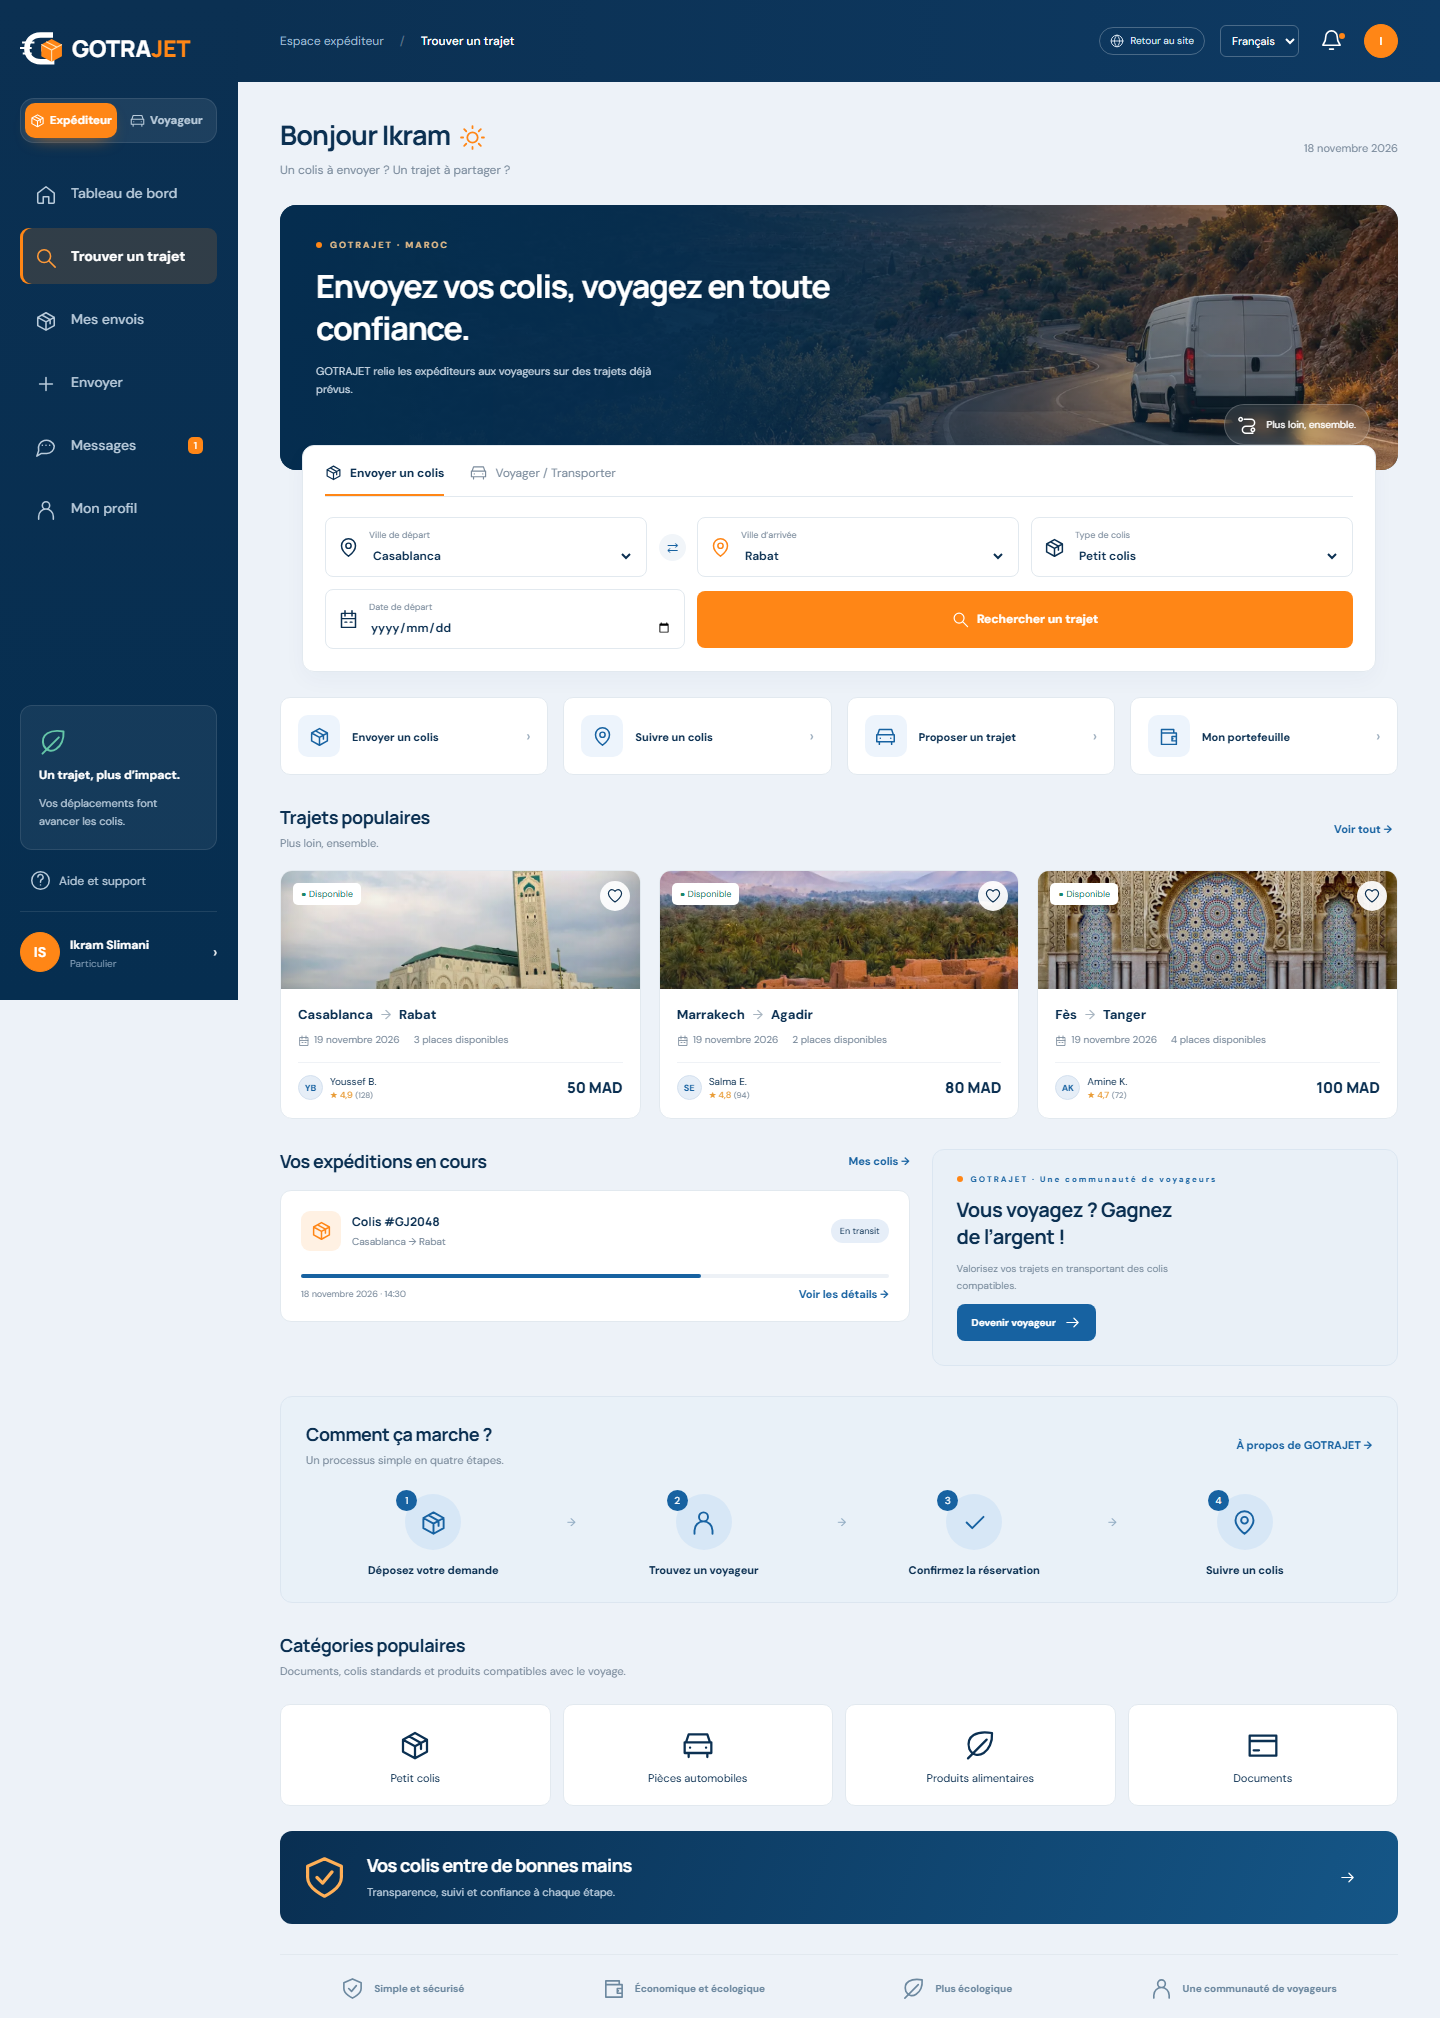 GOTRAJET
Espace expéditeur / Trouver un trajet
Retour au site
Français
I
Expéditeur
Voyageur
Tableau de bord
Trouver un trajet
Mes envois
Envoyer
Messages
1
Mon profil
Un trajet, plus d’impact.
Vos déplacements font
avancer les colis.
Aide et support
IS
Ikram Slimani
Particulier
›
Bonjour Ikram
Un colis à envoyer ? Un trajet à partager ?
18 novembre 2026
GOTRAJET · MAROC
Envoyez vos colis, voyagez en toute
confiance.
GOTRAJET relie les expéditeurs aux voyageurs sur des trajets déjà
prévus.
Plus loin, ensemble.
Envoyer un colis
Voyager / Transporter
Ville de départ
Casablanca
Ville d’arrivée
Rabat
Type de colis
Petit colis
Date de départ
yyyy/mm/dd
Rechercher un trajet
Envoyer un colis ›
Suivre un colis ›
Proposer un trajet ›
Mon portefeuille ›
Trajets populaires
Plus loin, ensemble.
Voir tout →
Disponible
Casablanca → Rabat
19 novembre 2026 3 places disponibles
YB
Youssef B.
★ 4,9 (128)
50 MAD
Disponible
Marrakech → Agadir
19 novembre 2026 2 places disponibles
SE
Salma E.
★ 4,8 (94)
80 MAD
Disponible
Fès → Tanger
19 novembre 2026 4 places disponibles
AK
Amine K.
★ 4,7 (72)
100 MAD
Vos expéditions en cours
Mes colis →
Colis #GJ2048
Casablanca → Rabat
En transit
18 novembre 2026 · 14:30
Voir les détails →
GOTRAJET · Une communauté de voyageurs
Vous voyagez ? Gagnez
de l’argent !
Valorisez vos trajets en transportant des colis
compatibles.
Devenir voyageur →
Comment ça marche ?
Un processus simple en quatre étapes.
À propos de GOTRAJET →
1
Déposez votre demande
→
2
Trouvez un voyageur
→
3
Confirmez la réservation
→
4
Suivre un colis
Catégories populaires
Documents, colis standards et produits compatibles avec le voyage.
Petit colis
Pièces automobiles
Produits alimentaires
Documents
Vos colis entre de bonnes mains
Transparence, suivi et confiance à chaque étape.
→
Simple et sécurisé
Économique et écologique
Plus écologique
Une communauté de voyageurs